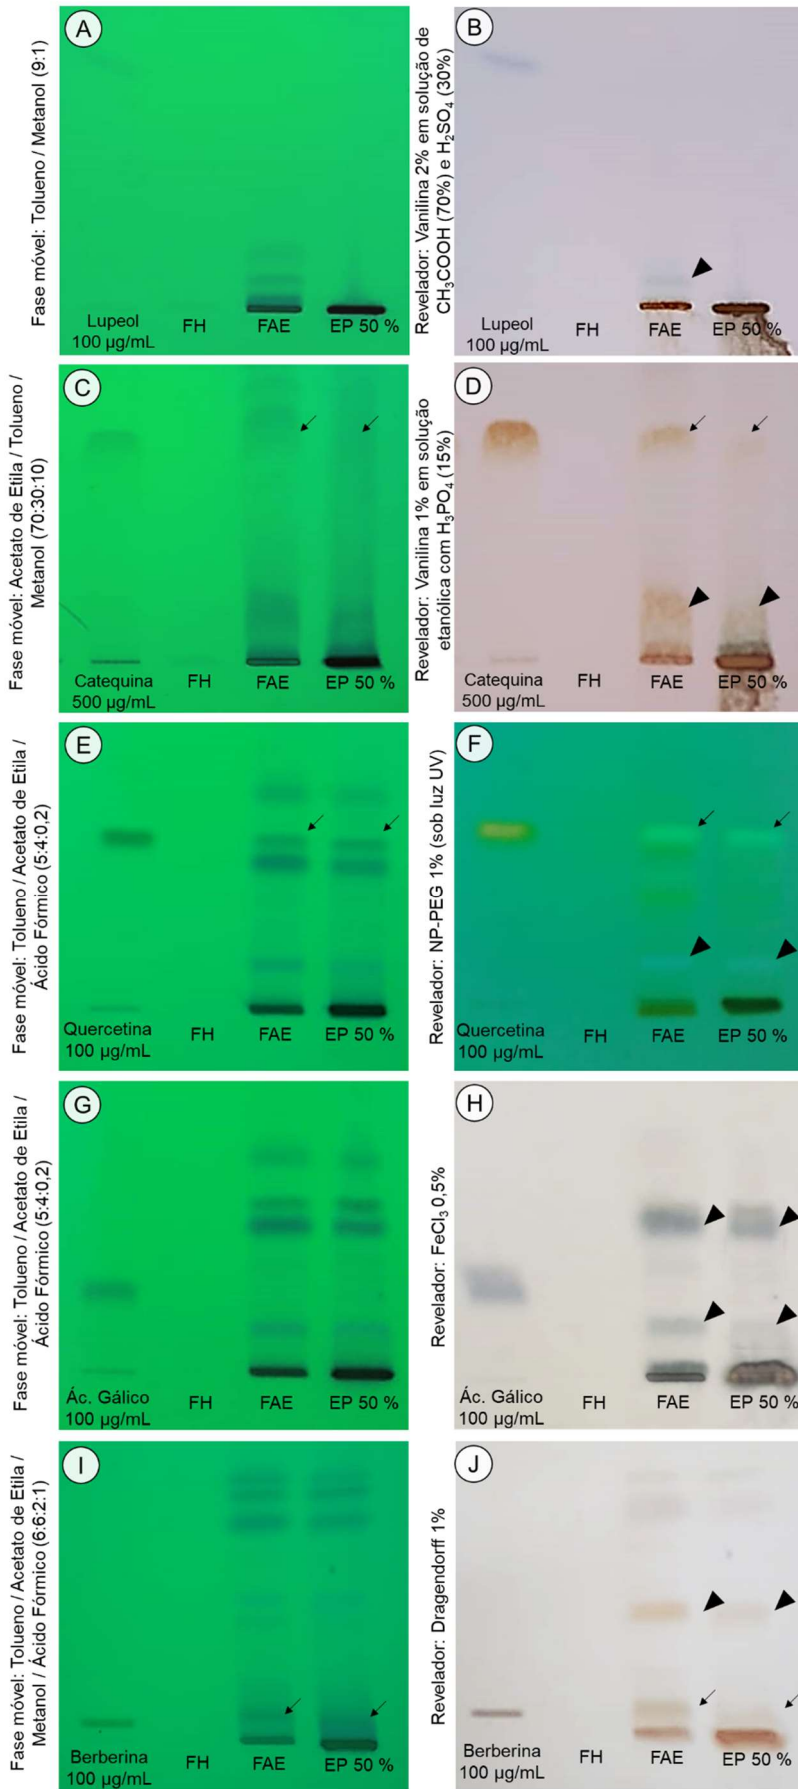 A
Fase móvel: Tolueno / Metanol (9:1)
Lupeol
100 µg/mL
FH
FAE
EP 50 %
B
Revelador: Vanilina 2% em solução de
CH₃COOH (70%) e H₂SO₄ (30%)
Lupeol
100 µg/mL
FH
FAE
EP 50 %
C
Fase móvel: Acetato de Etila / Tolueno /
Metanol (70:30:10)
Catequina
500 µg/mL
FH
FAE
EP 50 %
D
Revelador: Vanilina 1% em solução
etanólica com H₃PO₄ (15%)
Catequina
500 µg/mL
FH
FAE
EP 50 %
E
Fase móvel: Tolueno / Acetato de Etila /
Ácido Fórmico (5:4:0,2)
Quercetina
100 µg/mL
FH
FAE
EP 50 %
F
Revelador: NP-PEG 1% (sob luz UV)
Quercetina
100 µg/mL
FH
FAE
EP 50 %
G
Fase móvel: Tolueno / Acetato de Etila /
Ácido Fórmico (5:4:0,2)
Ác. Gálico
100 µg/mL
FH
FAE
EP 50 %
H
Revelador: FeCl₃ 0,5%
Ác. Gálico
100 µg/mL
FH
FAE
EP 50 %
I
Fase móvel: Tolueno / Acetato de Etila /
Metanol / Ácido Fórmico (6:6:2:1)
Berberina
100 µg/mL
FH
FAE
EP 50 %
J
Revelador: Dragendorff 1%
Berberina
100 µg/mL
FH
FAE
EP 50 %